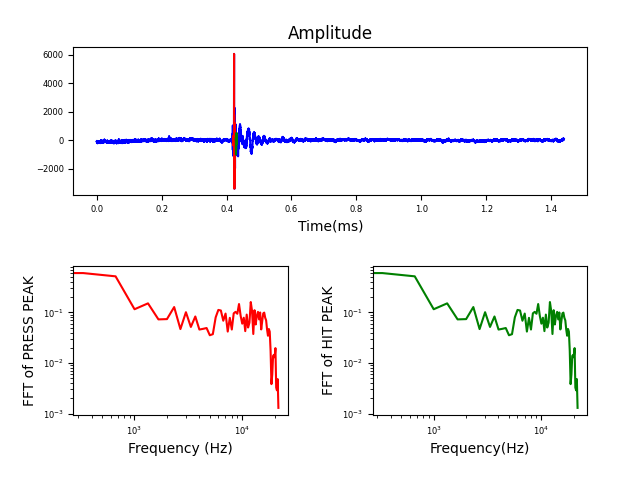 Amplitude
6000
4000
2000
0
−2000
0.0 0.2 0.4 0.6 0.8 1.0 1.2 1.4
Time(ms)
FFT of PRESS PEAK
10⁻¹
10⁻²
10⁻³
10³ 10⁴
Frequency (Hz)
FFT of HIT PEAK
10⁻¹
10⁻²
10⁻³
10³ 10⁴
Frequency(Hz)